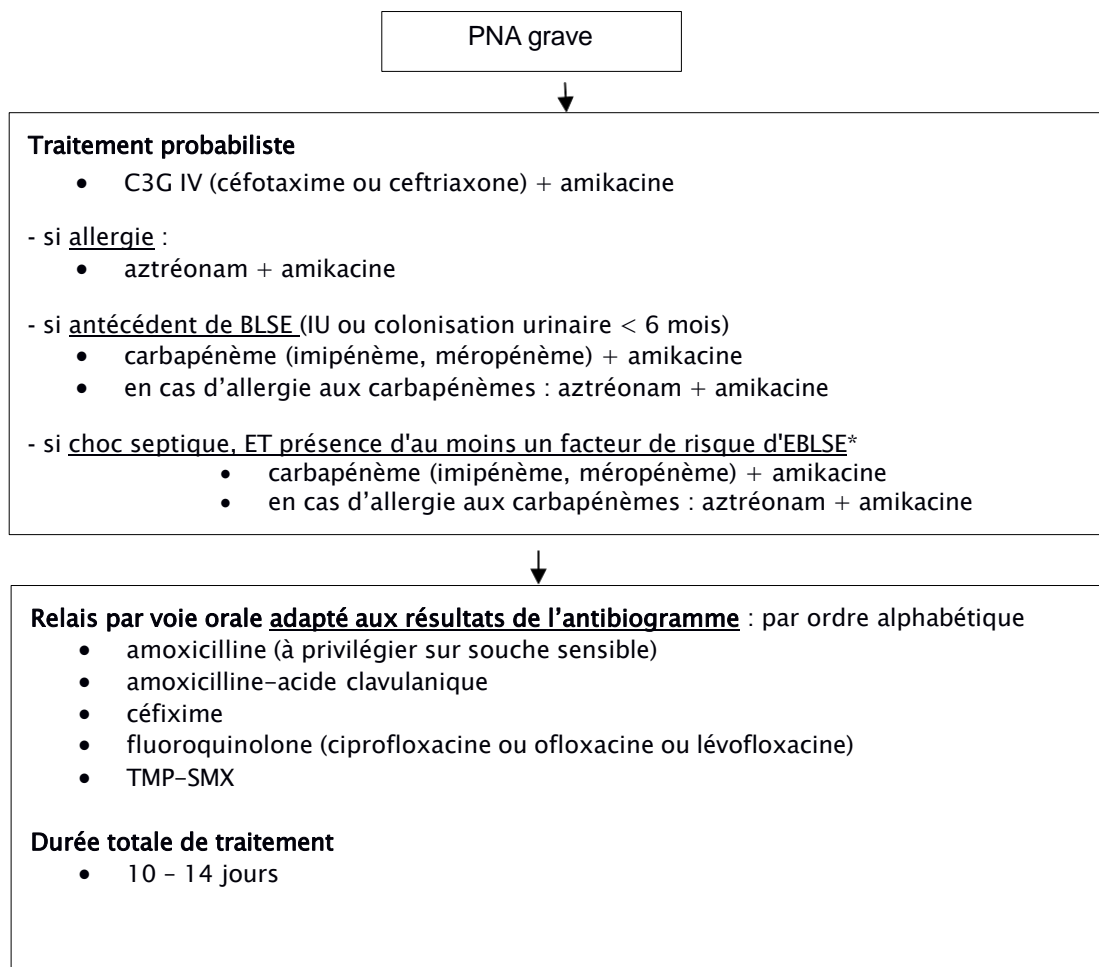 PNA grave
Traitement probabiliste
• C3G IV (céfotaxime ou ceftriaxone) + amikacine
- si allergie :
• aztréonam + amikacine
- si antécédent de BLSE (IU ou colonisation urinaire < 6 mois)
• carbapénème (imipénème, méropénème) + amikacine
• en cas d’allergie aux carbapénèmes : aztréonam + amikacine
- si choc septique, ET présence d'au moins un facteur de risque d'EBLSE*
• carbapénème (imipénème, méropénème) + amikacine
• en cas d’allergie aux carbapénèmes : aztréonam + amikacine
Relais par voie orale adapté aux résultats de l’antibiogramme : par ordre alphabétique
• amoxicilline (à privilégier sur souche sensible)
• amoxicilline-acide clavulanique
• céfixime
• fluoroquinolone (ciprofloxacine ou ofloxacine ou lévofloxacine)
• TMP-SMX
Durée totale de traitement
• 10 – 14 jours